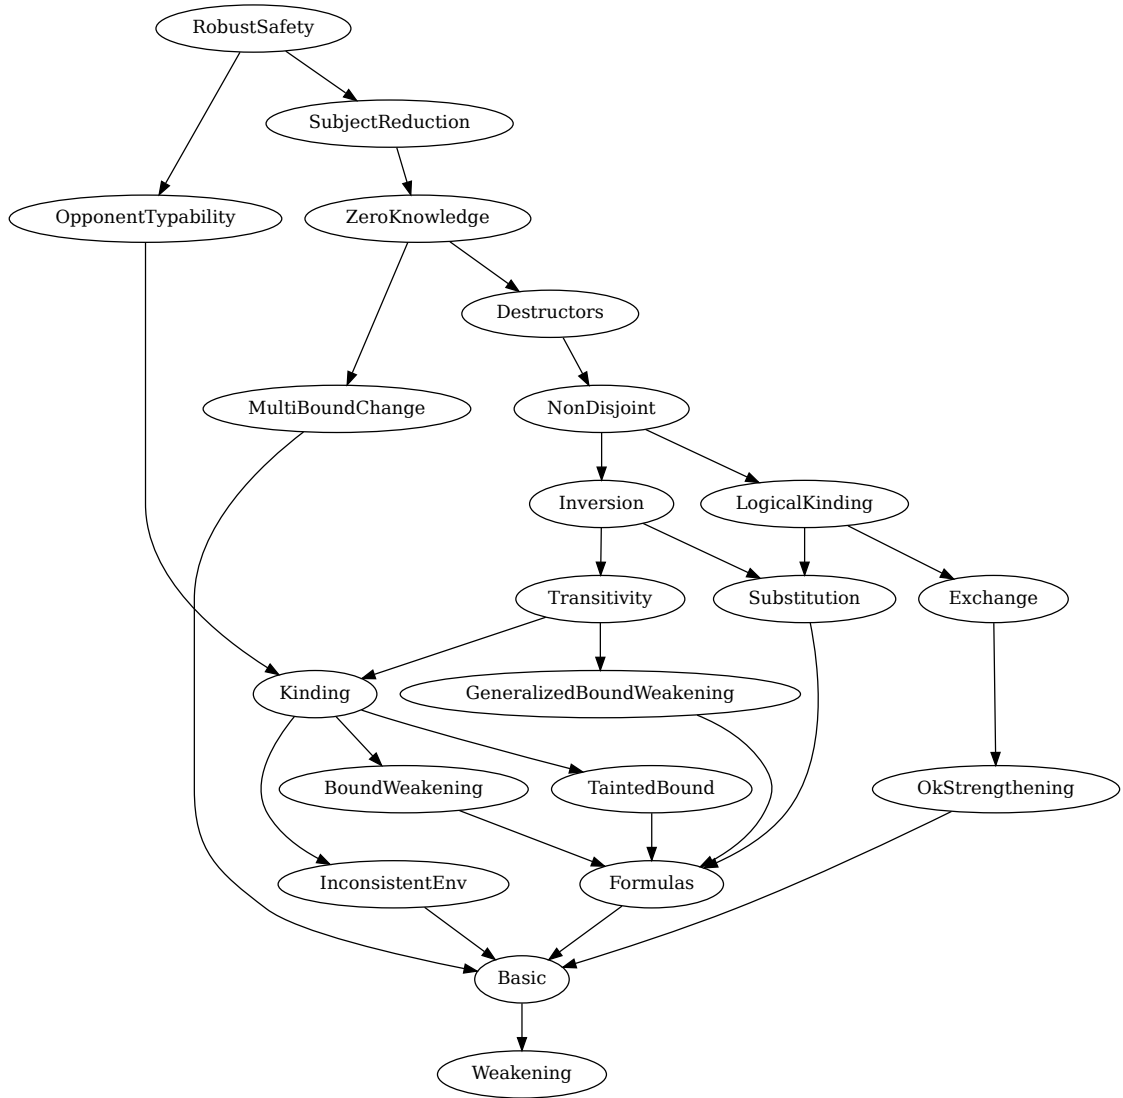 RobustSafety
SubjectReduction
OpponentTypability
ZeroKnowledge
Destructors
MultiBoundChange
NonDisjoint
Inversion
LogicalKinding
Transitivity
Substitution
Exchange
Kinding
GeneralizedBoundWeakening
BoundWeakening
TaintedBound
OkStrengthening
InconsistentEnv
Formulas
Basic
Weakening